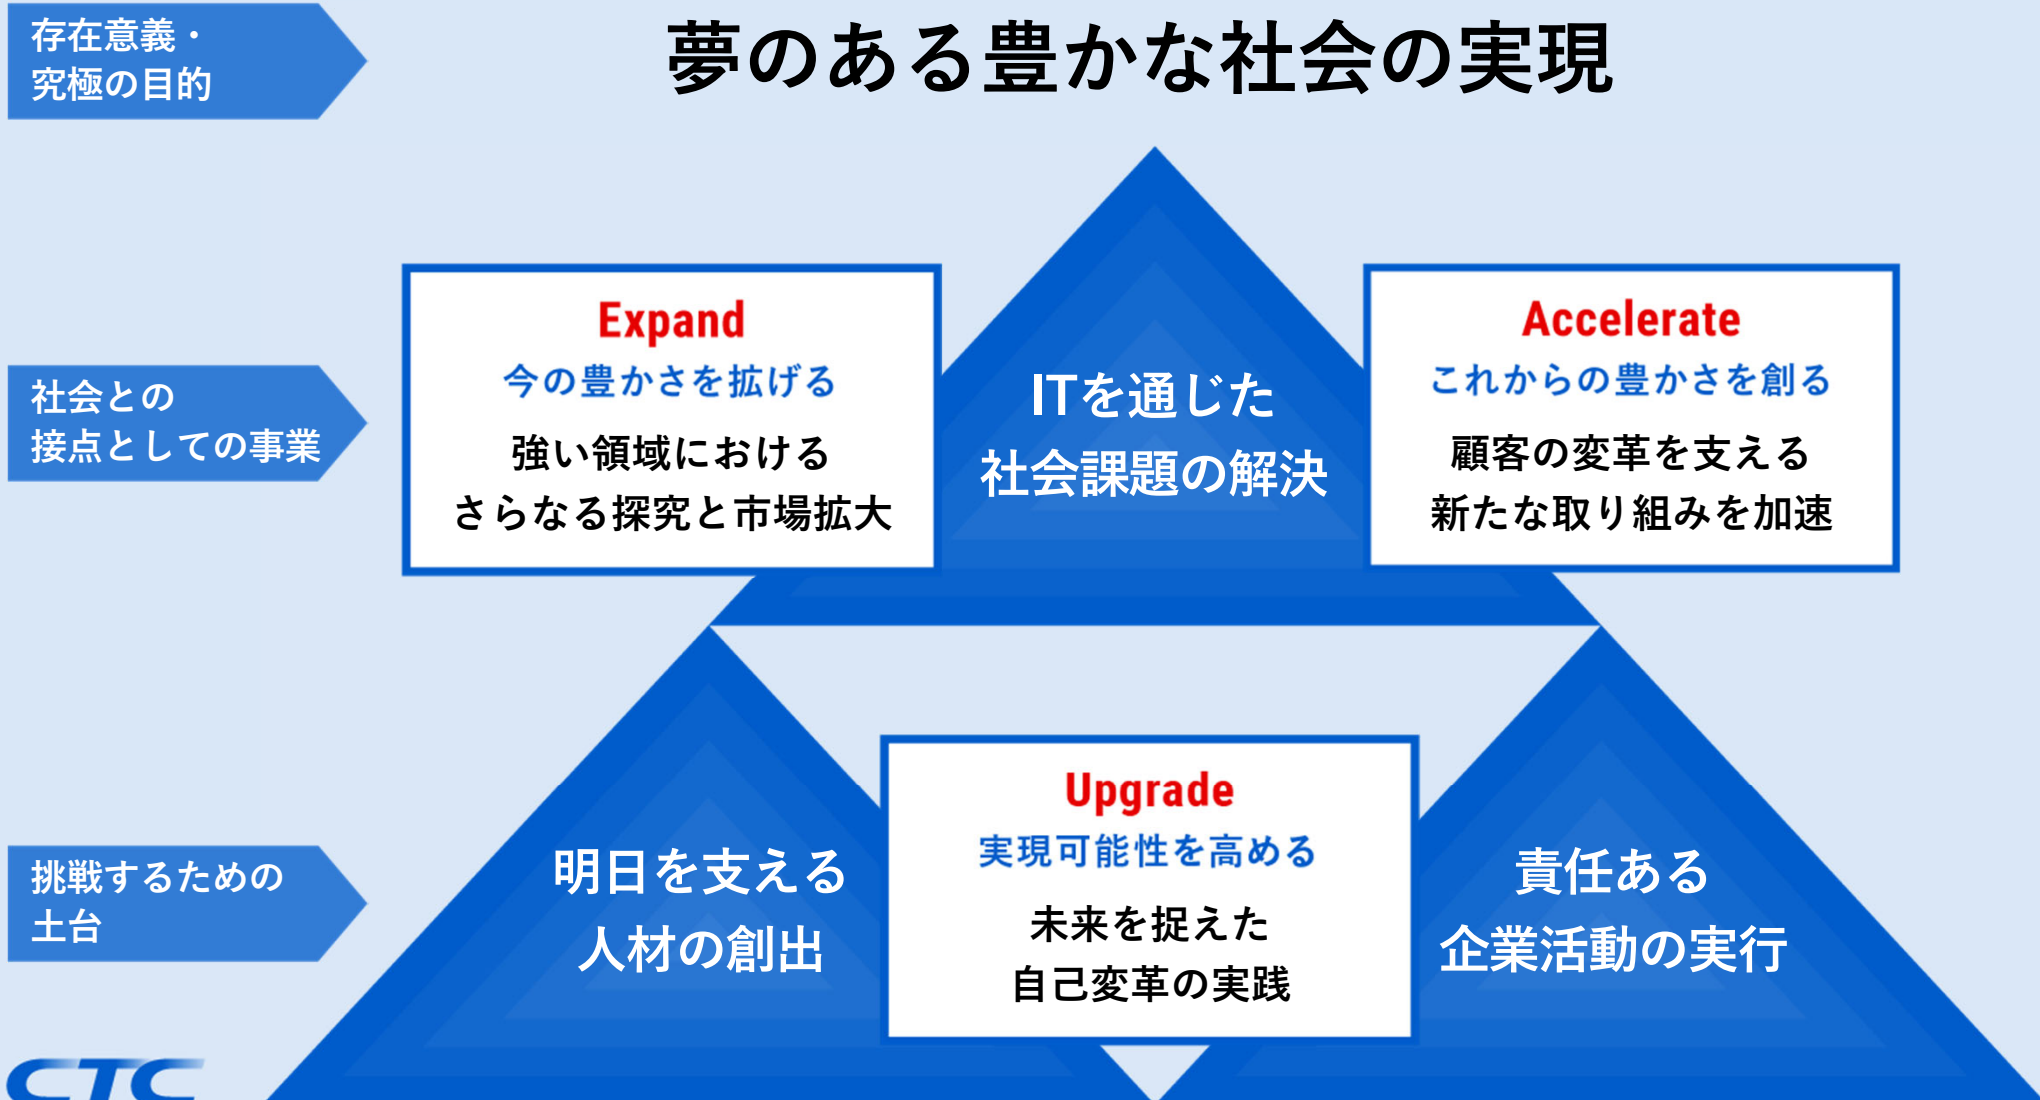 存在意義・
究極の目的
夢のある豊かな社会の実現
社会との
接点としての事業
Expand
今の豊かさを拡げる
強い領域における
さらなる探究と市場拡大
ITを通じた
社会課題の解決
Accelerate
これからの豊かさを創る
顧客の変革を支える
新たな取り組みを加速
挑戦するための
土台
明日を支える
人材の創出
Upgrade
実現可能性を高める
未来を捉えた
自己変革の実践
責任ある
企業活動の実行
CTC